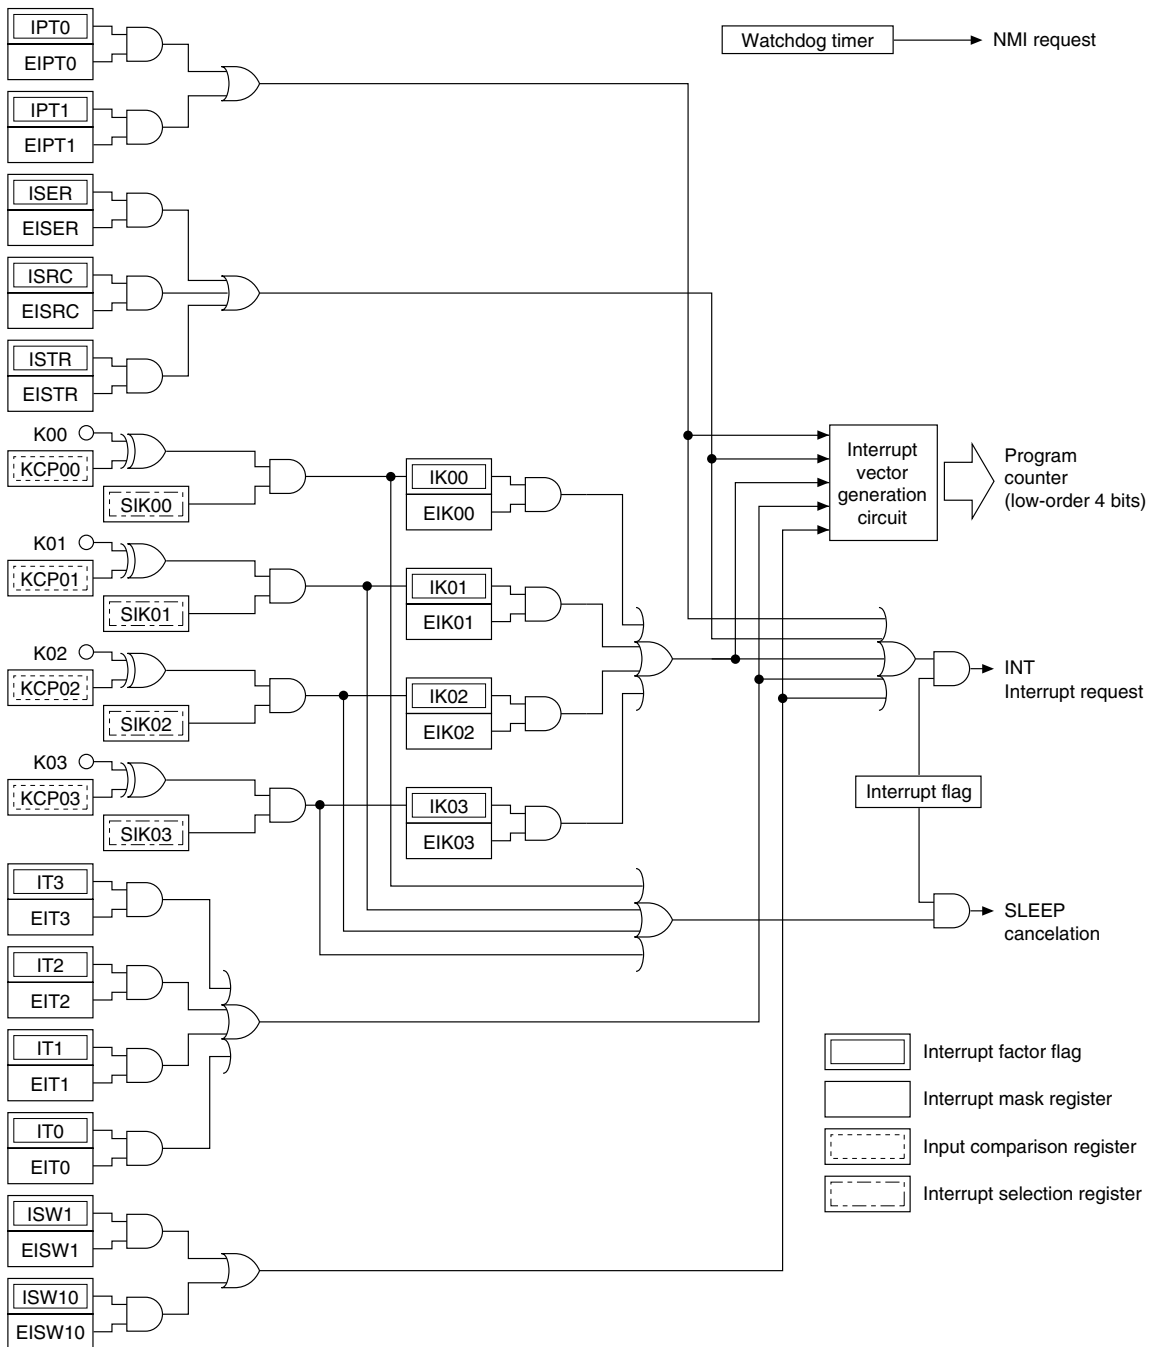 IPT0
EIPT0
Watchdog timer
NMI request
IPT1
EIPT1
ISER
EISER
ISRC
EISRC
ISTR
EISTR
K00
KCP00
SIK00
IK00
EIK00
Interrupt
vector
generation
circuit
Program
counter
(low-order 4 bits)
K01
KCP01
SIK01
IK01
EIK01
K02
KCP02
SIK02
IK02
EIK02
INT
Interrupt request
K03
KCP03
SIK03
IK03
EIK03
Interrupt flag
IT3
EIT3
SLEEP
cancelation
IT2
EIT2
IT1
EIT1
IT0
EIT0
ISW1
EISW1
ISW10
EISW10
Interrupt factor flag
Interrupt mask register
Input comparison register
Interrupt selection register